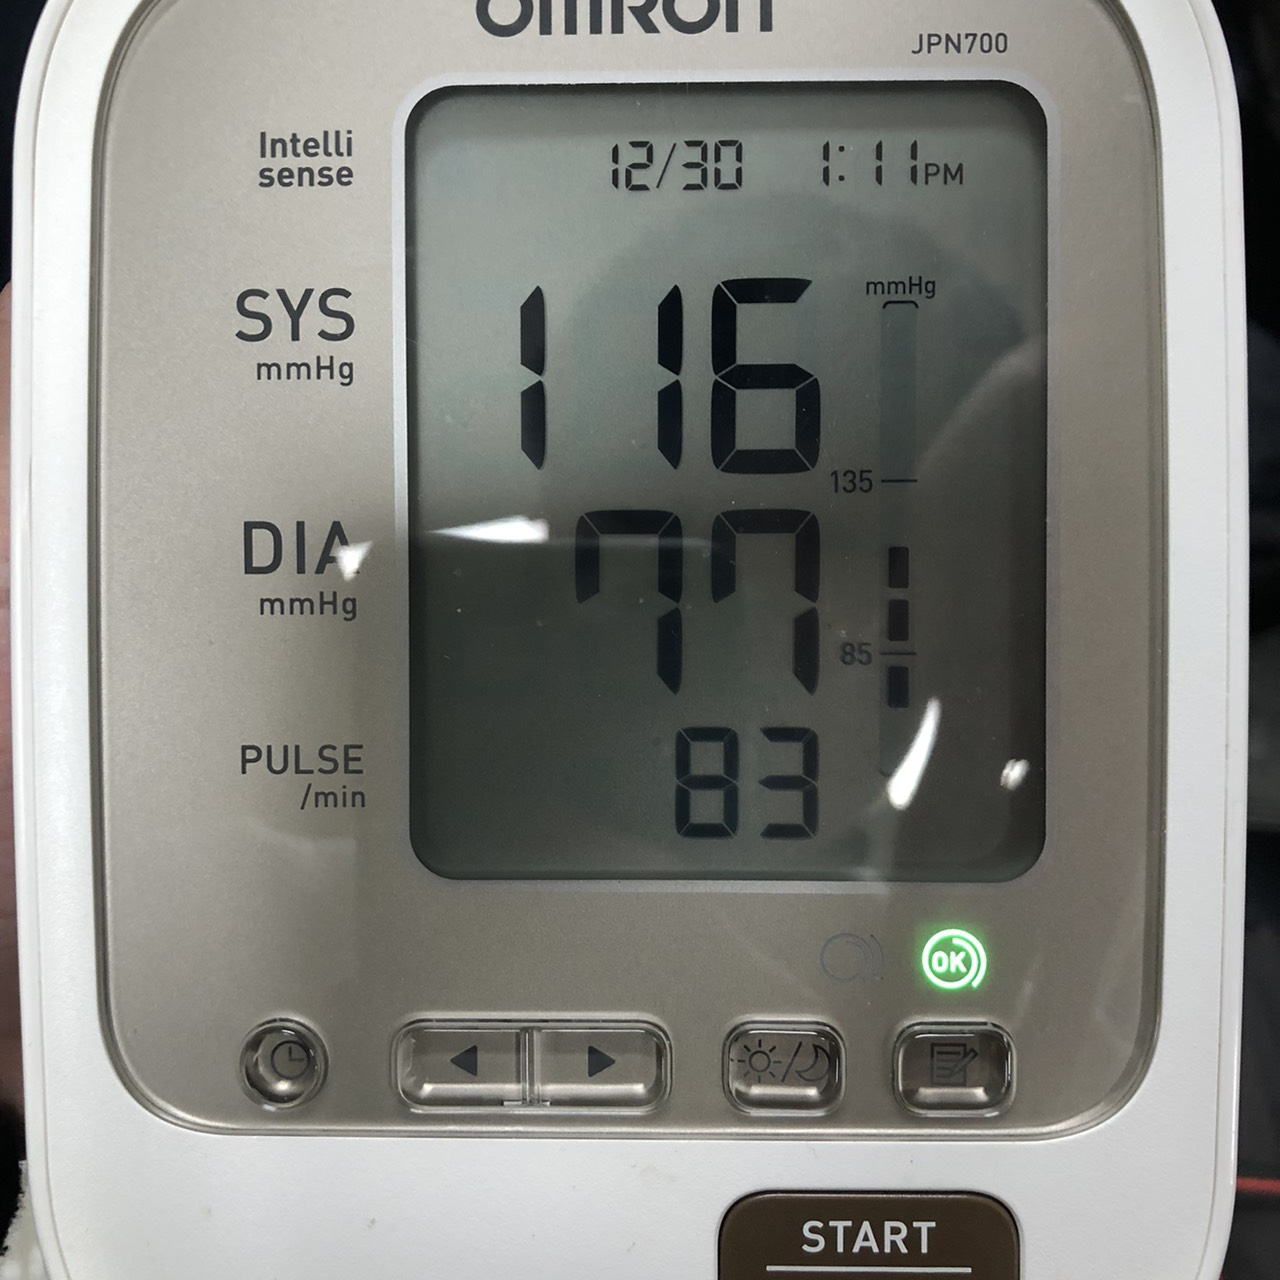 OMRON
JPN700
Intelli
sense
12/30 1:11PM
SYS
mmHg
116
mmHg
135
DIA
mmHg
77
85
PULSE
/min
83
OK
START